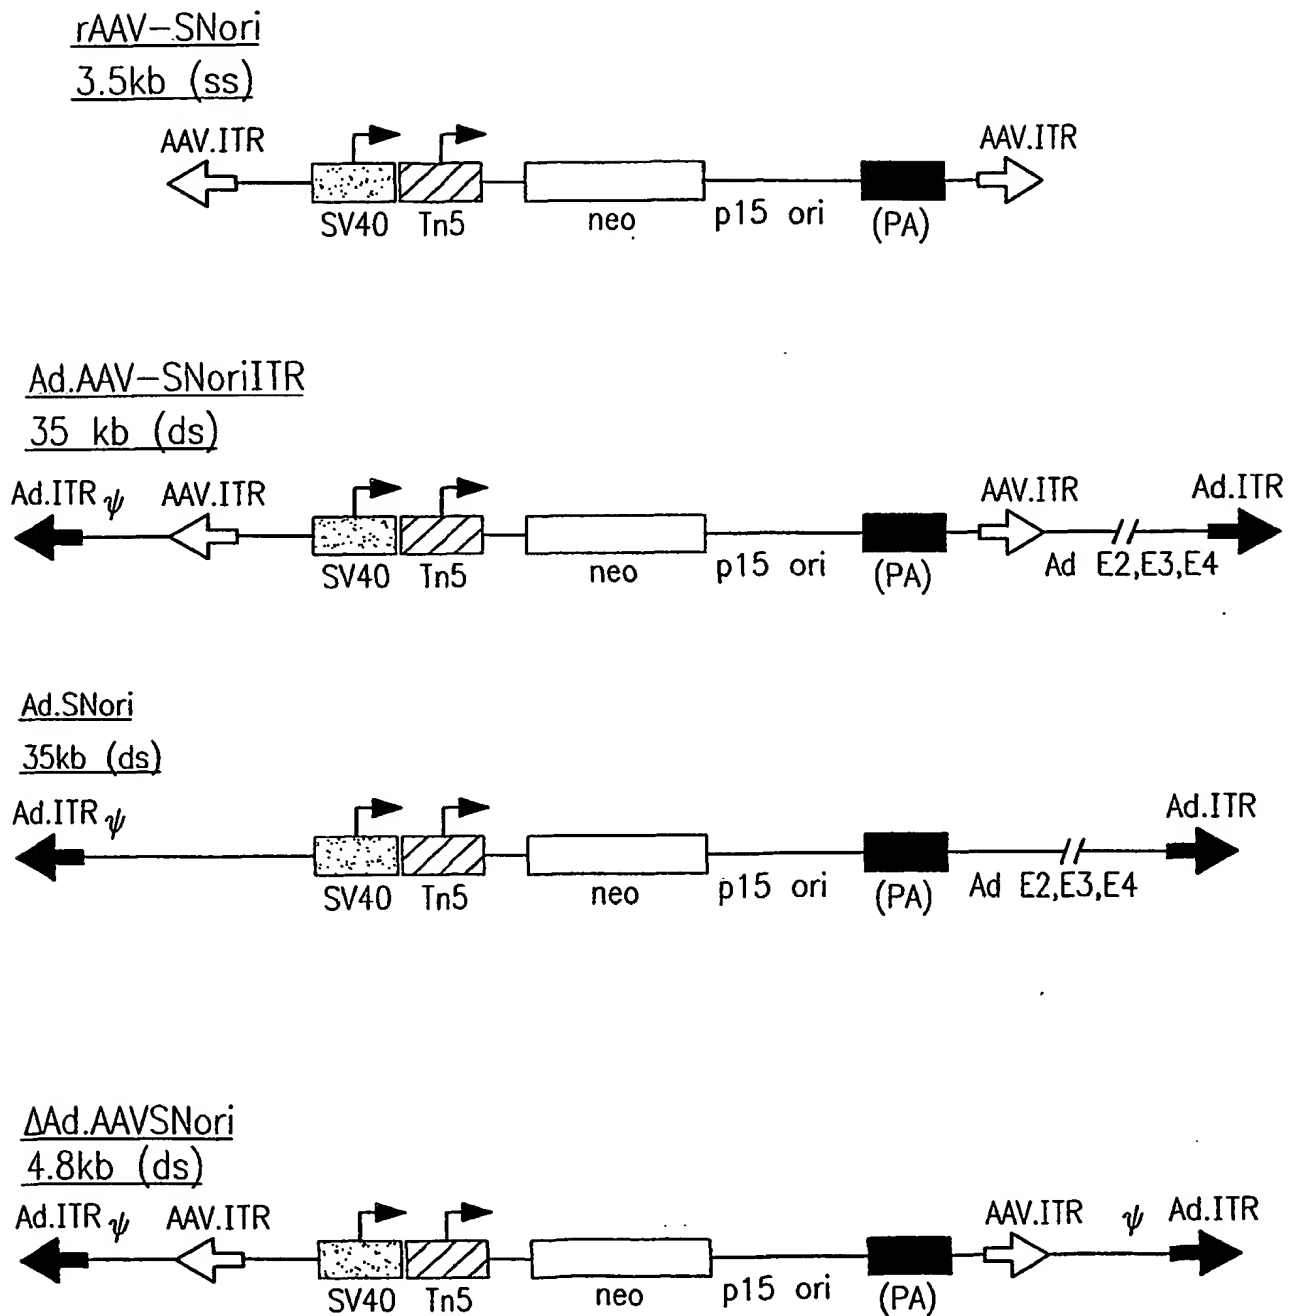 rAAV-SNori
3.5kb (ss)
AAV.ITR AAV.ITR
SV40 Tn5 neo p15 ori (PA)
Ad.AAV-SNoriITR
35 kb (ds)
Ad.ITR ψ AAV.ITR AAV.ITR Ad.ITR
SV40 Tn5 neo p15 ori (PA) Ad E2,E3,E4
Ad.SNori
35kb (ds)
Ad.ITR ψ Ad.ITR
SV40 Tn5 neo p15 ori (PA) Ad E2,E3,E4
ΔAd.AAVSNori
4.8kb (ds)
Ad.ITR ψ AAV.ITR AAV.ITR ψ Ad.ITR
SV40 Tn5 neo p15 ori (PA)